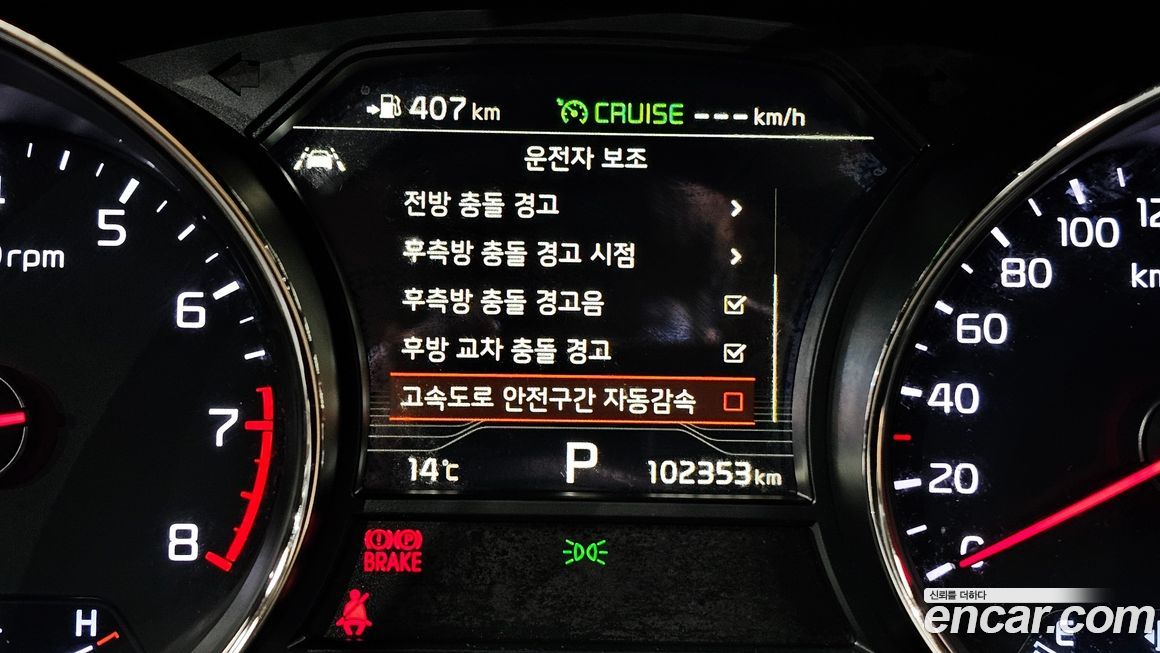 407 km
CRUISE ---km/h
운전자 보조
전방 충돌 경고
후측방 충돌 경고 시점
후측방 충돌 경고음
후방 교차 충돌 경고
고속도로 안전구간 자동감속
14℃
P
102353km
BRAKE
5
rpm
6
7
8
H
100
80
60
40
20
0
신뢰를 더하다
encar.com
E